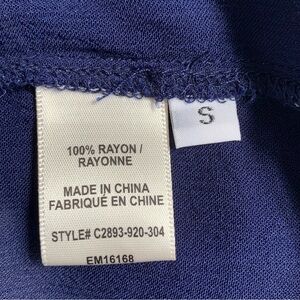 S
100% RAYON /
RAYONNE
MADE IN CHINA
FABRIQUÉ EN CHINE
STYLE# C2893-920-304
EM16168